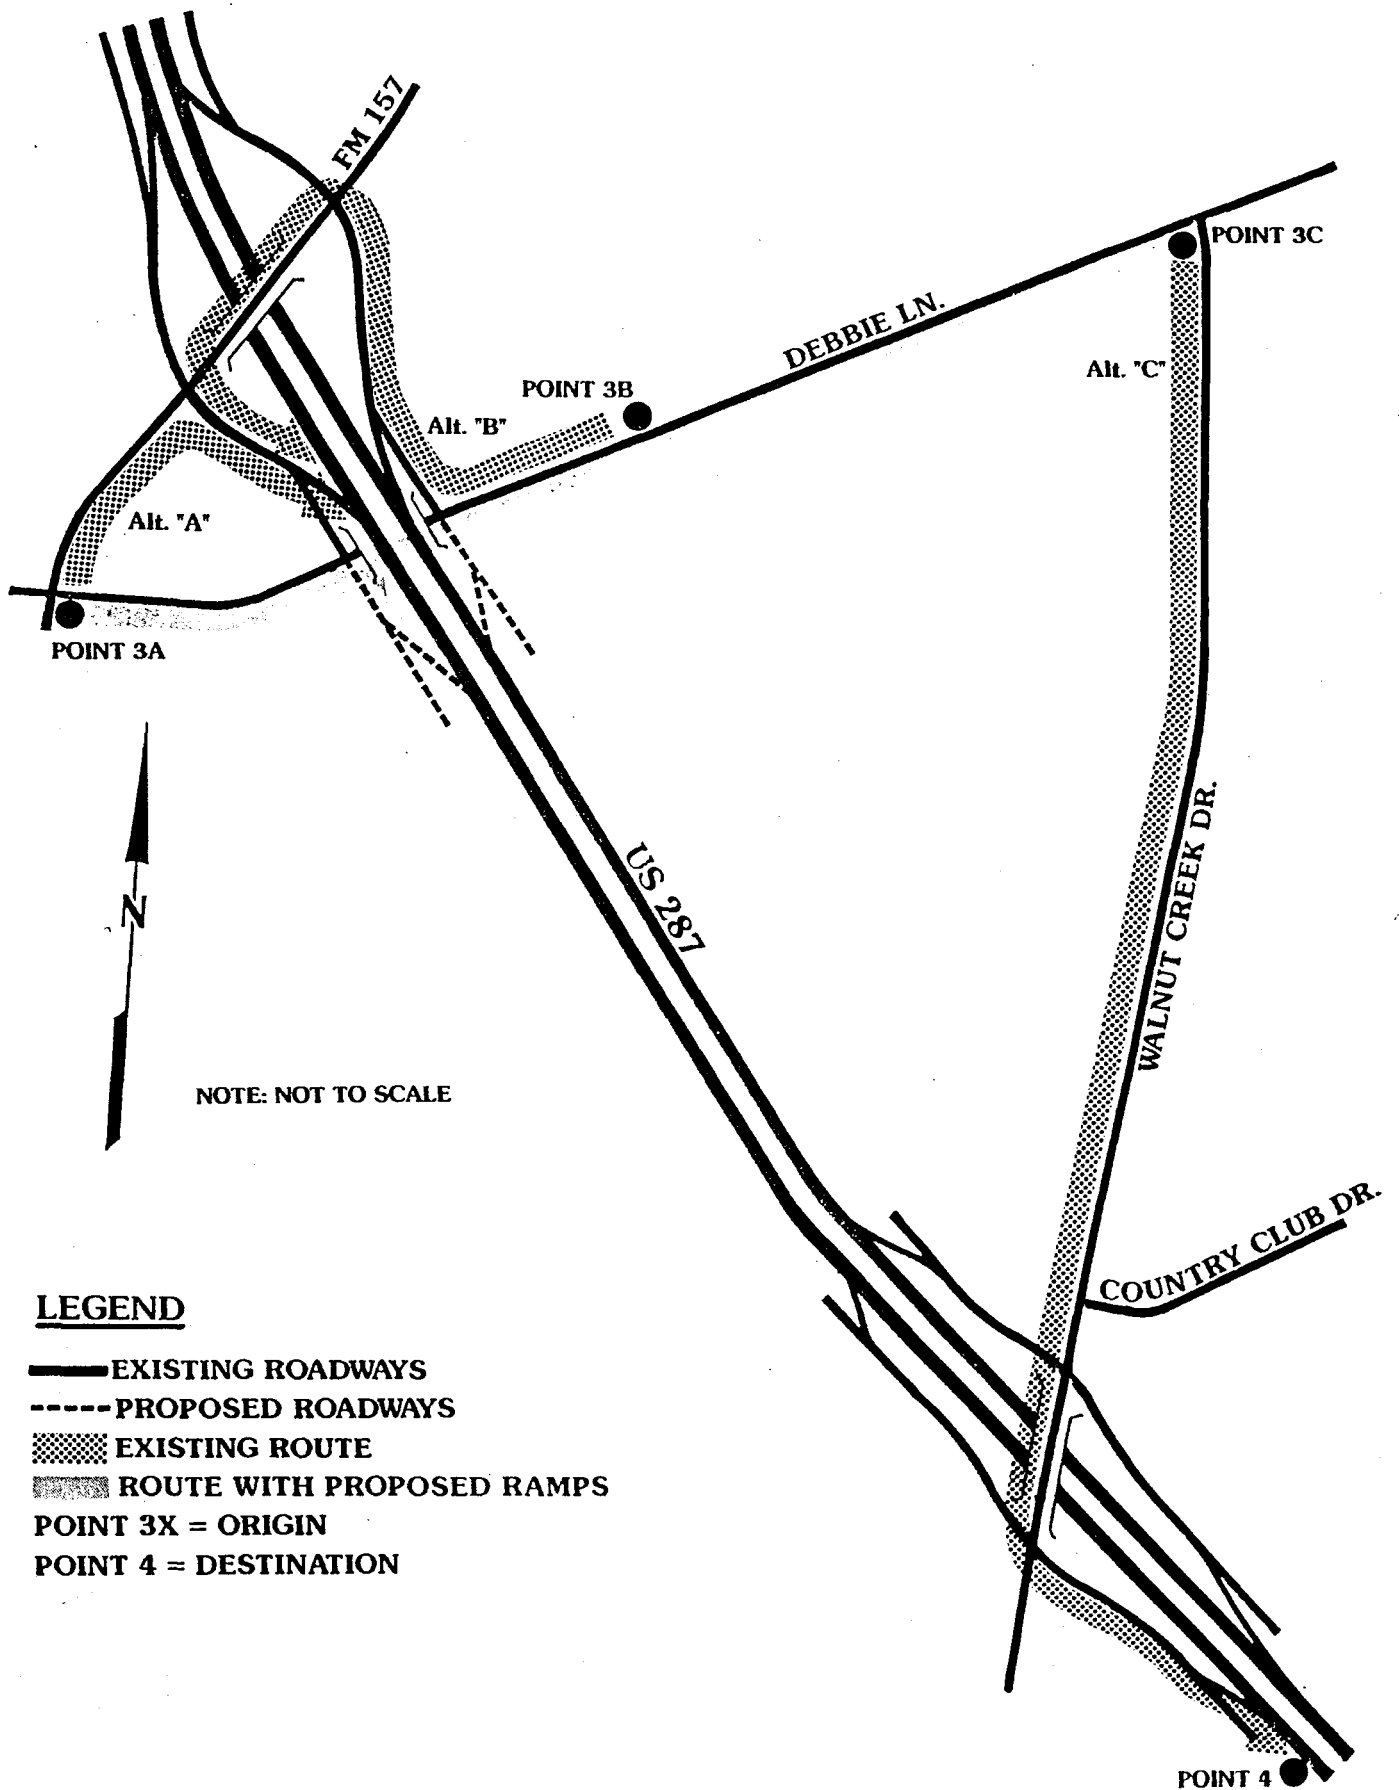 FM 157
POINT 3C
DEBBIE LN.
Alt. "C"
POINT 3B
Alt. "B"
Alt. "A"
POINT 3A
US 287
WALNUT CREEK DR.
N
NOTE: NOT TO SCALE
COUNTRY CLUB DR.
LEGEND
EXISTING ROADWAYS
PROPOSED ROADWAYS
EXISTING ROUTE
ROUTE WITH PROPOSED RAMPS
POINT 3X = ORIGIN
POINT 4 = DESTINATION
POINT 4